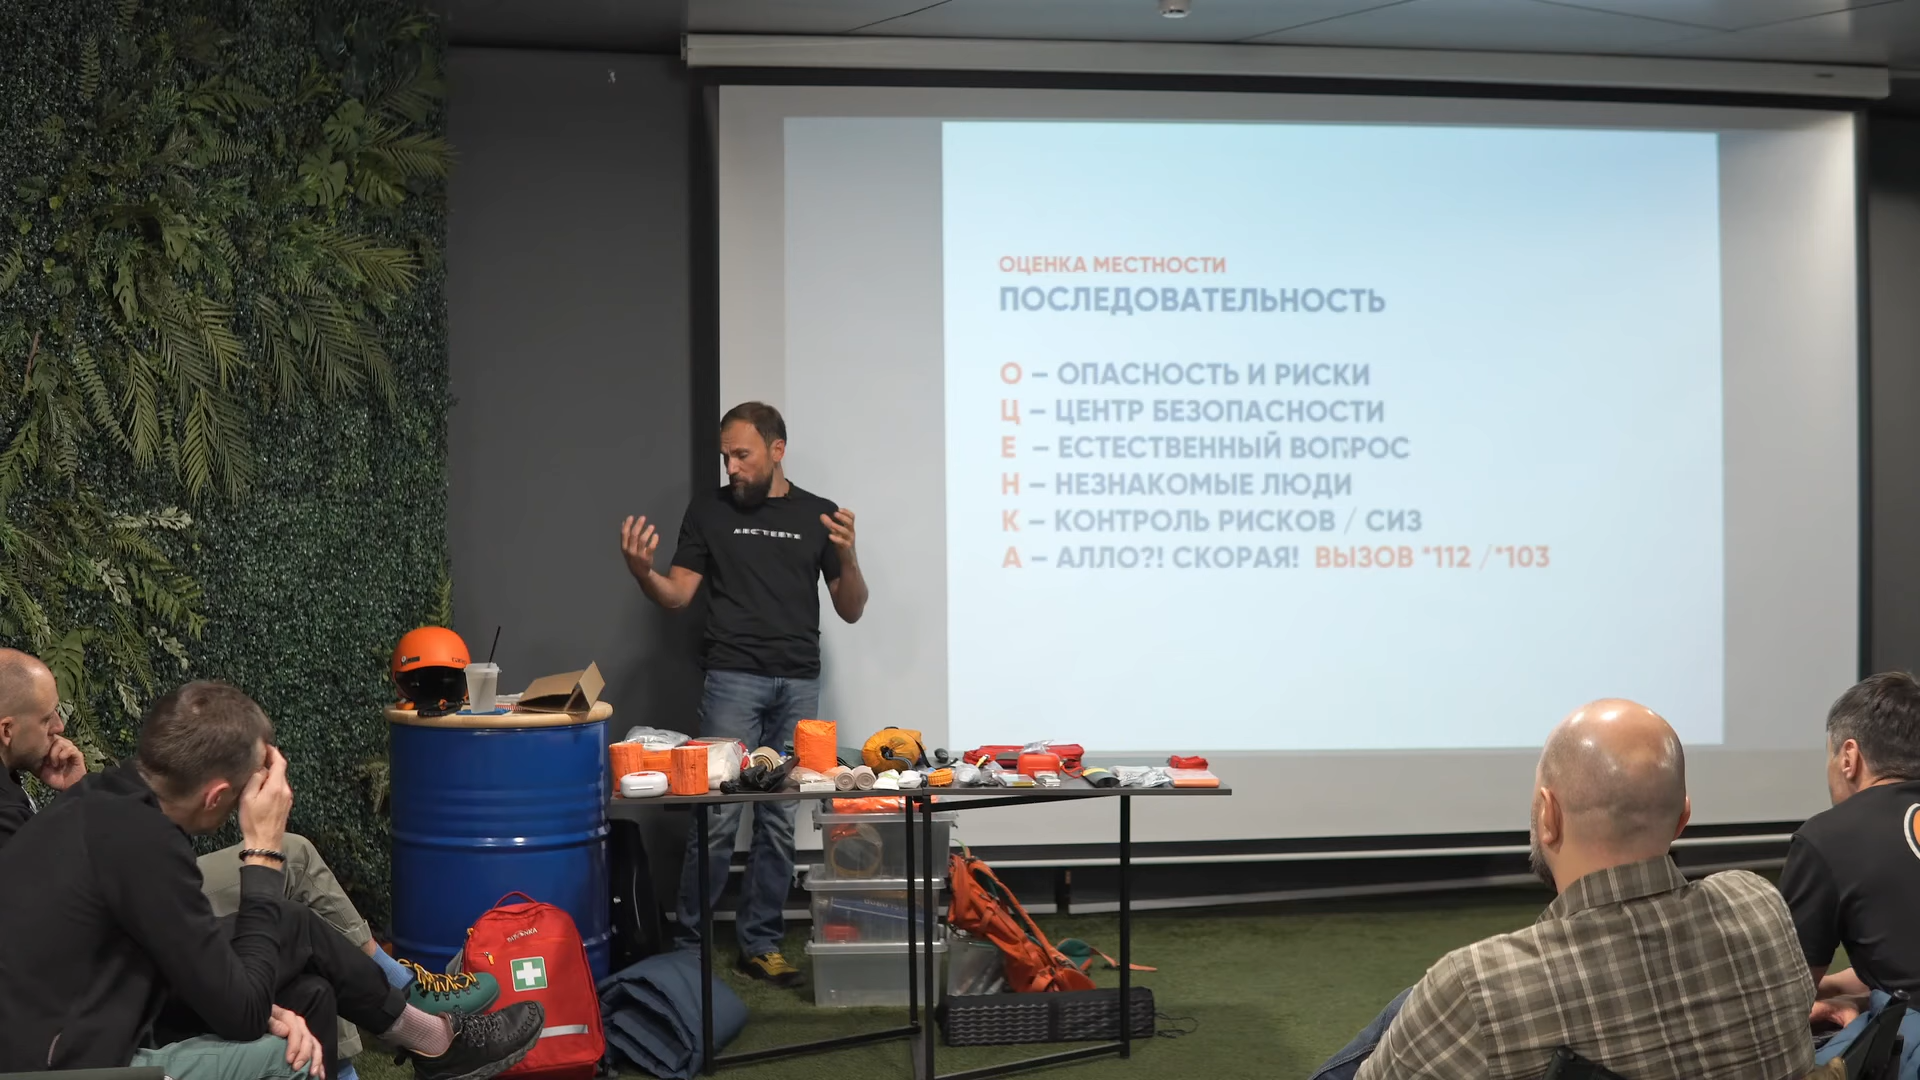 ОЦЕНКА МЕСТНОСТИ
ПОСЛЕДОВАТЕЛЬНОСТЬ
О – ОПАСНОСТЬ И РИСКИ
Ц – ЦЕНТР БЕЗОПАСНОСТИ
Е – ЕСТЕСТВЕННЫЙ ВОПРОС
Н – НЕЗНАКОМЫЕ ЛЮДИ
К – КОНТРОЛЬ РИСКОВ / СИЗ
А – АЛЛО?! СКОРАЯ! ВЫЗОВ *112 / *103
TATONKA